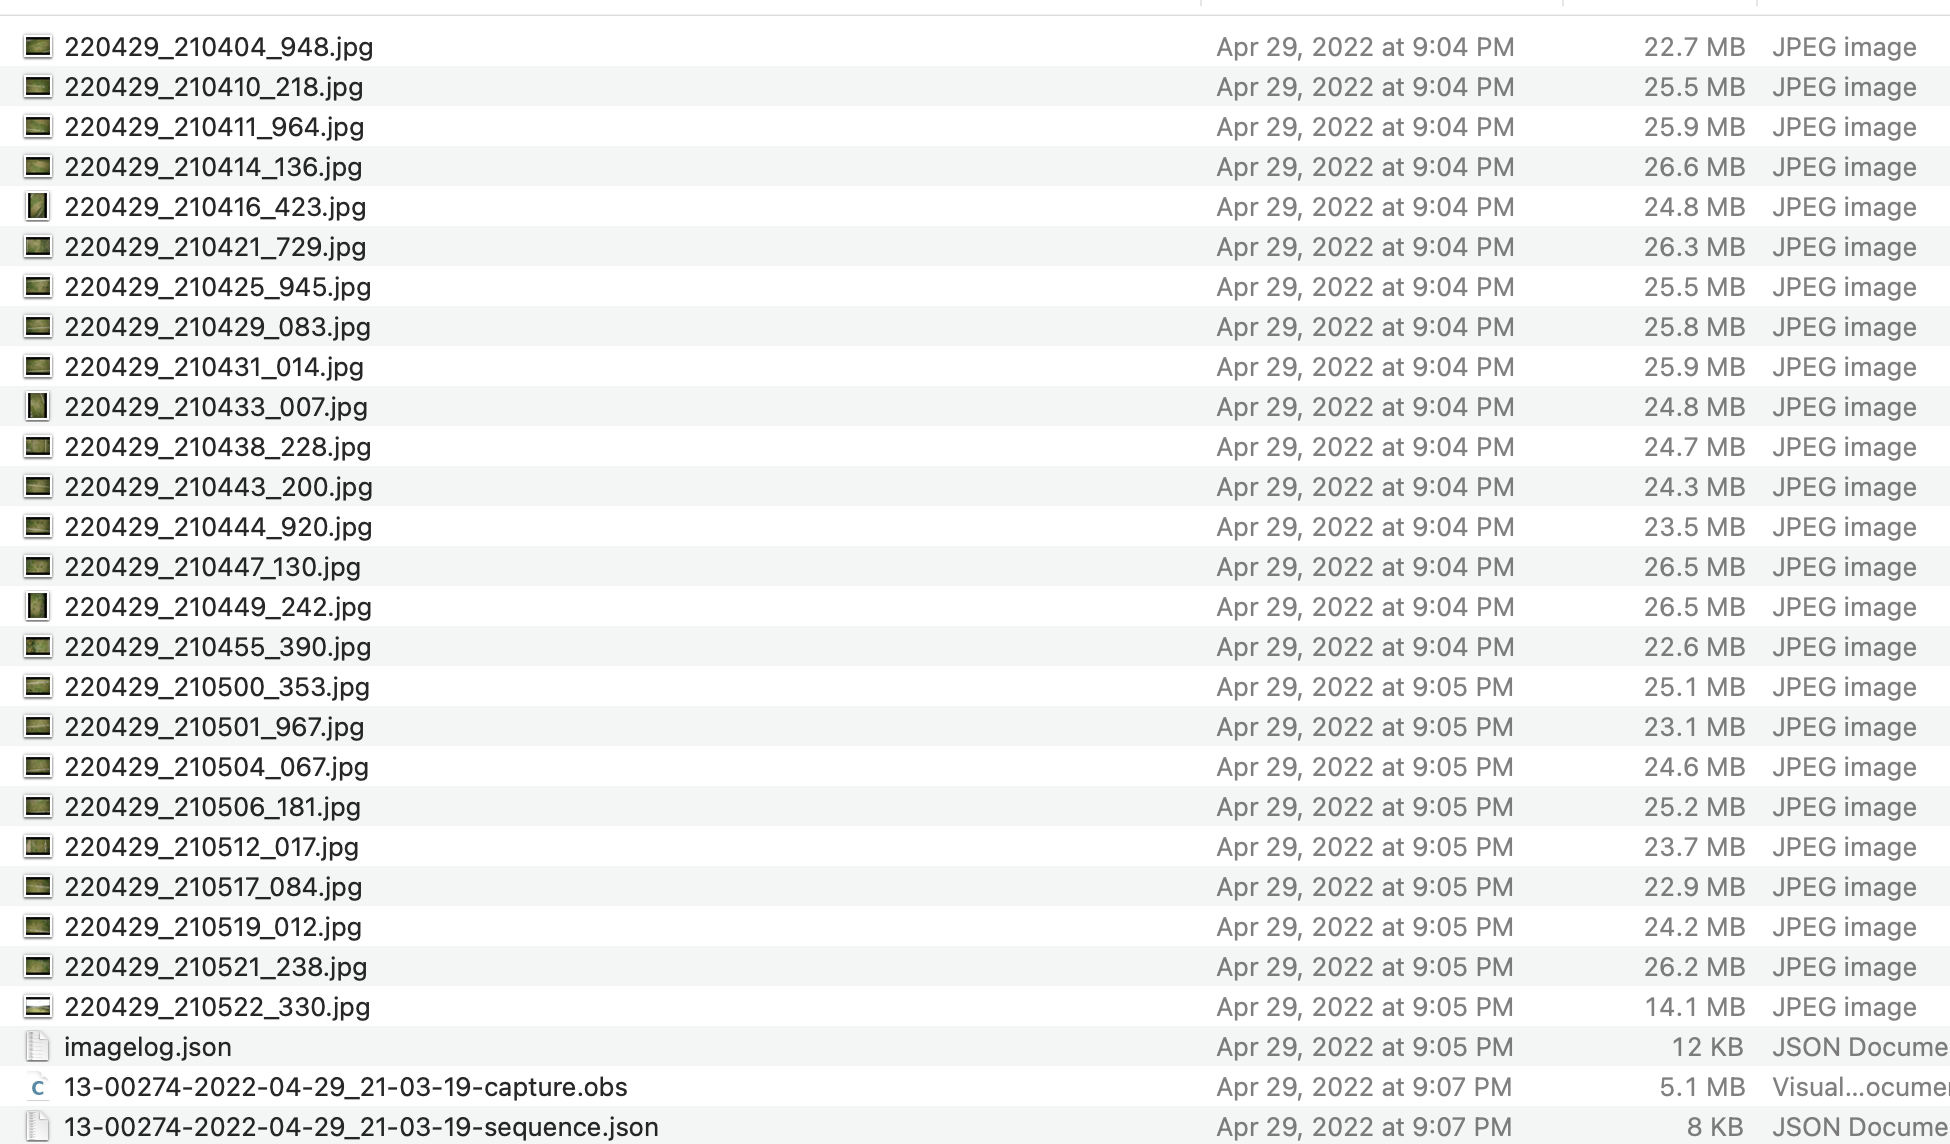 220429_210404_948.jpg Apr 29, 2022 at 9:04 PM 22.7 MB JPEG image
220429_210410_218.jpg Apr 29, 2022 at 9:04 PM 25.5 MB JPEG image
220429_210411_964.jpg Apr 29, 2022 at 9:04 PM 25.9 MB JPEG image
220429_210414_136.jpg Apr 29, 2022 at 9:04 PM 26.6 MB JPEG image
220429_210416_423.jpg Apr 29, 2022 at 9:04 PM 24.8 MB JPEG image
220429_210421_729.jpg Apr 29, 2022 at 9:04 PM 26.3 MB JPEG image
220429_210425_945.jpg Apr 29, 2022 at 9:04 PM 25.5 MB JPEG image
220429_210429_083.jpg Apr 29, 2022 at 9:04 PM 25.8 MB JPEG image
220429_210431_014.jpg Apr 29, 2022 at 9:04 PM 25.9 MB JPEG image
220429_210433_007.jpg Apr 29, 2022 at 9:04 PM 24.8 MB JPEG image
220429_210438_228.jpg Apr 29, 2022 at 9:04 PM 24.7 MB JPEG image
220429_210443_200.jpg Apr 29, 2022 at 9:04 PM 24.3 MB JPEG image
220429_210444_920.jpg Apr 29, 2022 at 9:04 PM 23.5 MB JPEG image
220429_210447_130.jpg Apr 29, 2022 at 9:04 PM 26.5 MB JPEG image
220429_210449_242.jpg Apr 29, 2022 at 9:04 PM 26.5 MB JPEG image
220429_210455_390.jpg Apr 29, 2022 at 9:04 PM 22.6 MB JPEG image
220429_210500_353.jpg Apr 29, 2022 at 9:05 PM 25.1 MB JPEG image
220429_210501_967.jpg Apr 29, 2022 at 9:05 PM 23.1 MB JPEG image
220429_210504_067.jpg Apr 29, 2022 at 9:05 PM 24.6 MB JPEG image
220429_210506_181.jpg Apr 29, 2022 at 9:05 PM 25.2 MB JPEG image
220429_210512_017.jpg Apr 29, 2022 at 9:05 PM 23.7 MB JPEG image
220429_210517_084.jpg Apr 29, 2022 at 9:05 PM 22.9 MB JPEG image
220429_210519_012.jpg Apr 29, 2022 at 9:05 PM 24.2 MB JPEG image
220429_210521_238.jpg Apr 29, 2022 at 9:05 PM 26.2 MB JPEG image
220429_210522_330.jpg Apr 29, 2022 at 9:05 PM 14.1 MB JPEG image
imagelog.json Apr 29, 2022 at 9:05 PM 12 KB JSON Docume
C 13-00274-2022-04-29_21-03-19-capture.obs Apr 29, 2022 at 9:07 PM 5.1 MB Visual...ocumen
13-00274-2022-04-29_21-03-19-sequence.json Apr 29, 2022 at 9:07 PM 8 KB JSON Docume